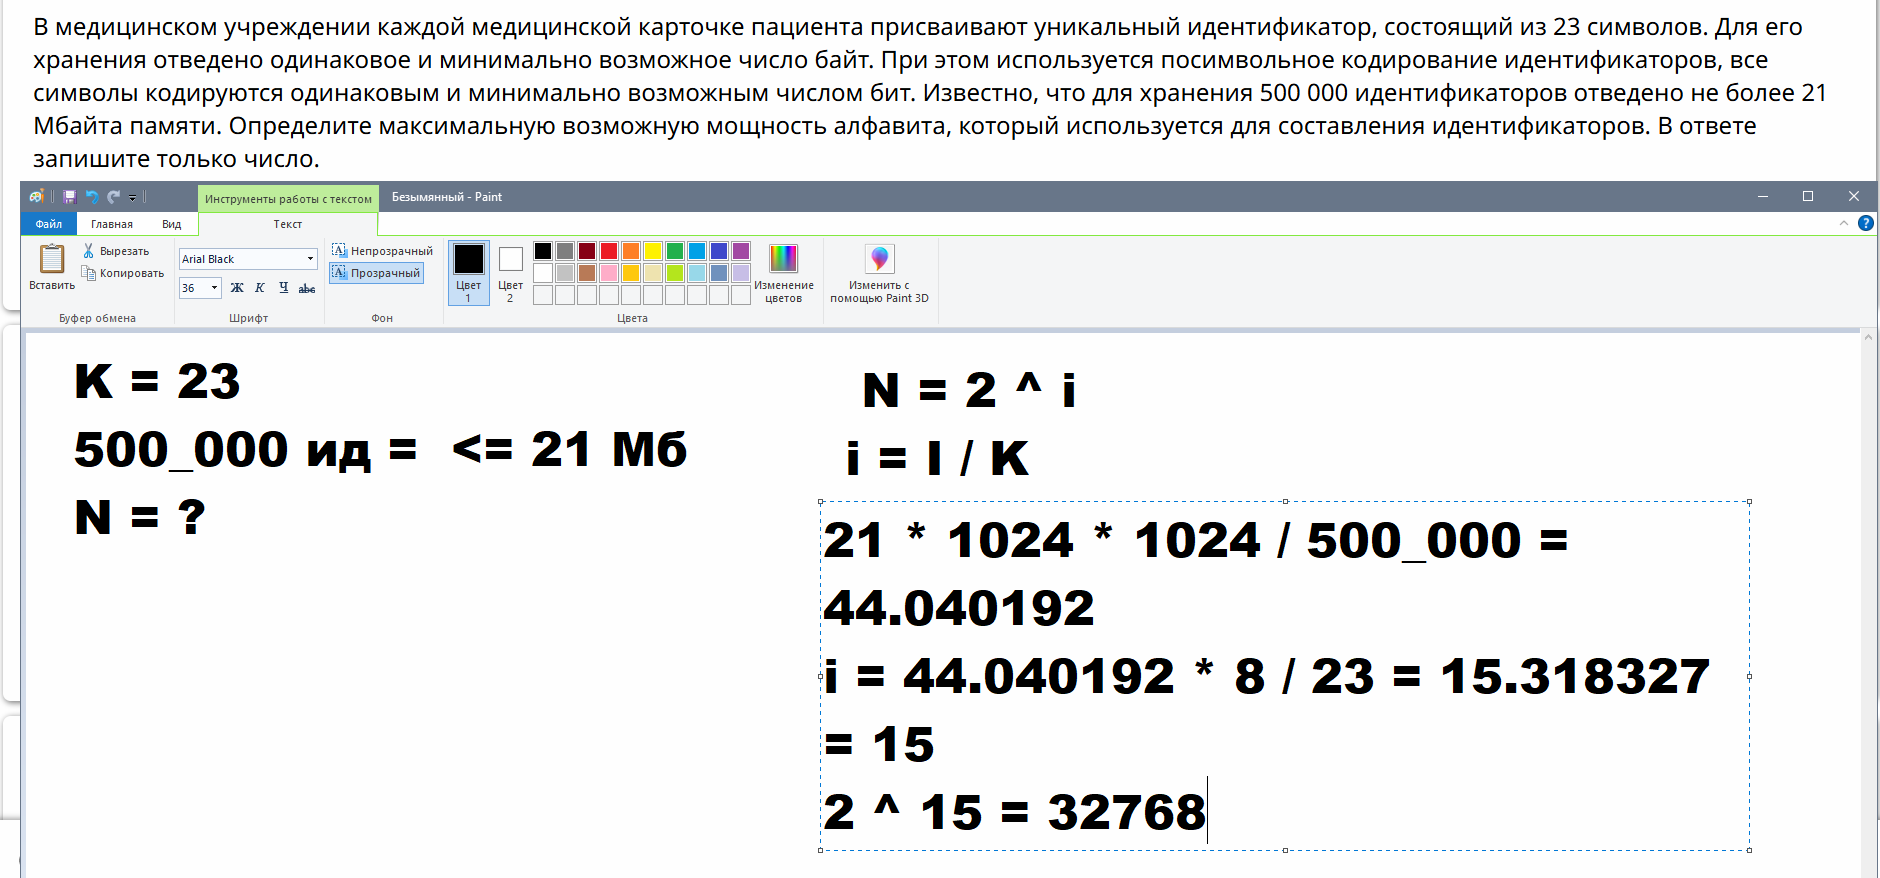 В медицинском учреждении каждой медицинской карточке пациента присваивают уникальный идентификатор, состоящий из 23 символов. Для его
хранения отведено одинаковое и минимально возможное число байт. При этом используется посимвольное кодирование идентификаторов, все
символы кодируются одинаковым и минимально возможным числом бит. Известно, что для хранения 500 000 идентификаторов отведено не более 21
Мбайта памяти. Определите максимальную возможную мощность алфавита, который используется для составления идентификаторов. В ответе
запишите только число.
Инструменты работы с текстом
Безымянный - Paint
Файл Главная Вид Текст
Вставить
Вырезать
Копировать
Буфер обмена
Arial Black
36 Ж К Ч abc
Шрифт
Непрозрачный
Прозрачный
Фон
Цвет
1
Цвет
2
Изменение
цветов
Цвета
Изменить с
помощью Paint 3D
K = 23
500_000 ид =  <= 21 Мб
N = ?
N = 2 ^ i
i = I / K
21 * 1024 * 1024 / 500_000 =
44.040192
i = 44.040192 * 8 / 23 = 15.318327
= 15
2 ^ 15 = 32768